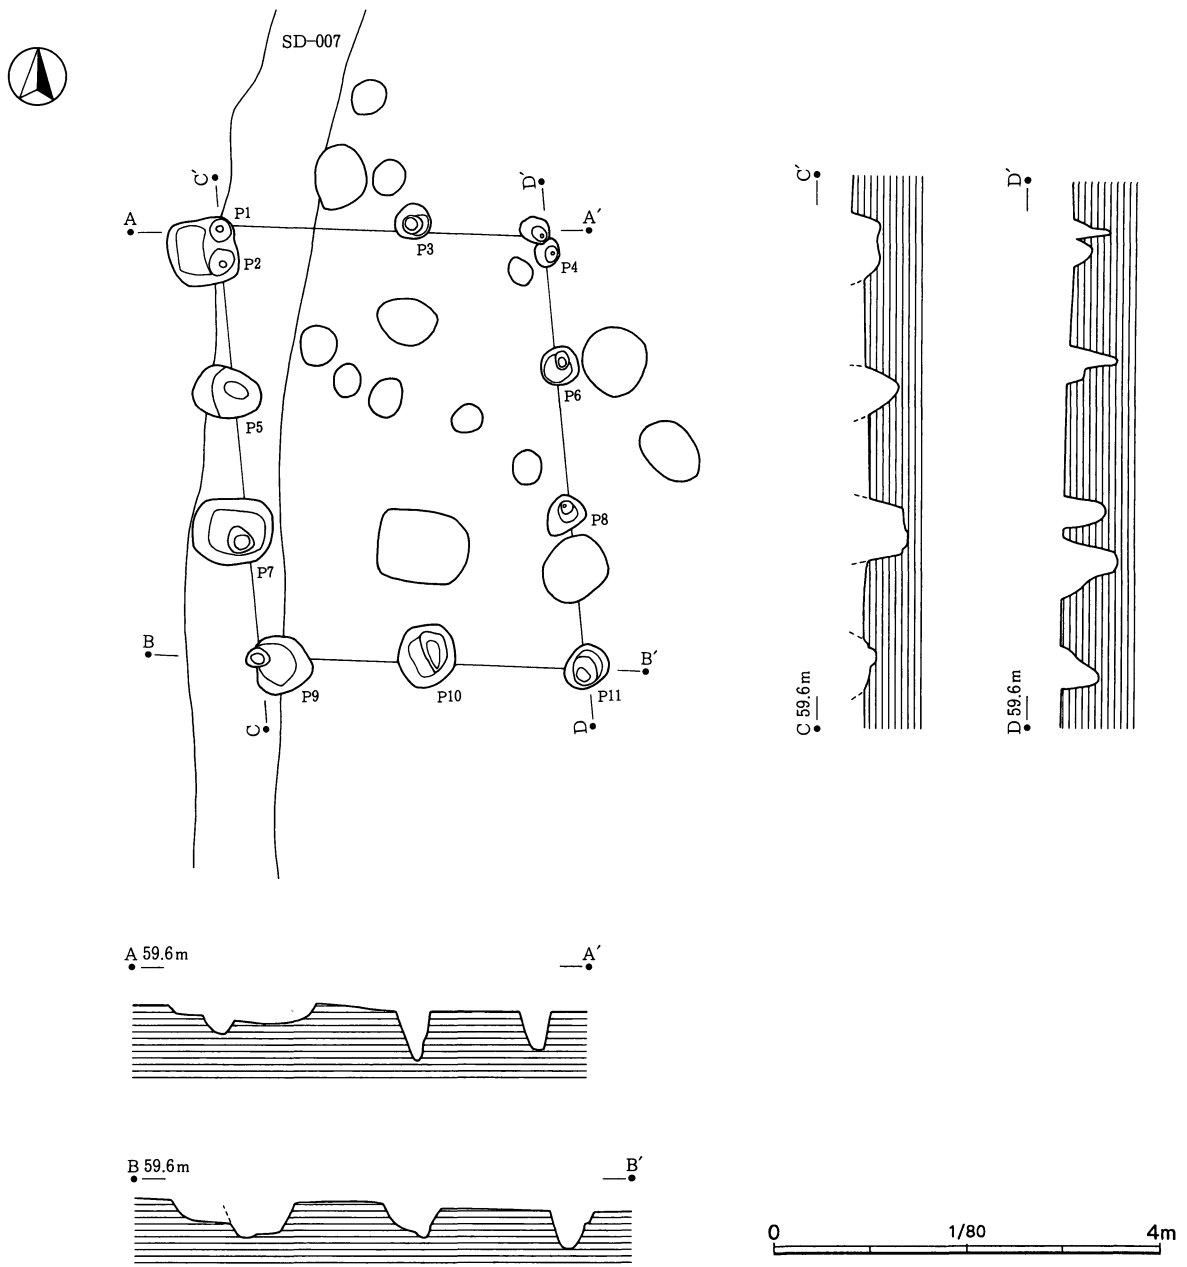 SD-007
C′
D′
A
P1
P3
A′
P2
P4
P6
P5
P8
P7
B
B′
P9
P10
P11
C
D
C′
D′
C 59.6m
D 59.6m
A 59.6m
A′
B 59.6m
B′
0 1/80 4m